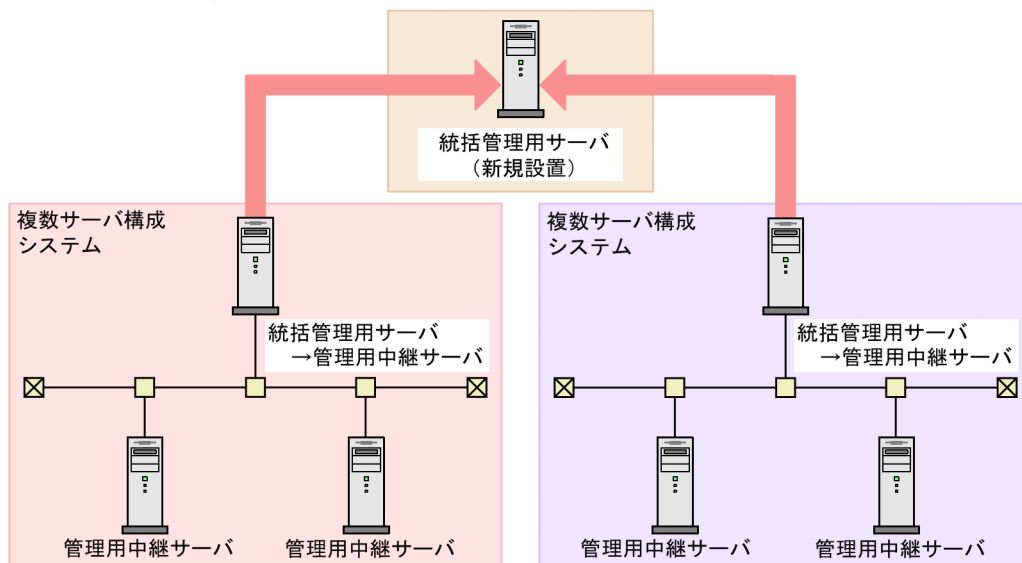 統括管理用サーバ
（新規設置）
複数サーバ構成
システム
統括管理用サーバ
→管理用中継サーバ
管理用中継サーバ
管理用中継サーバ
複数サーバ構成
システム
統括管理用サーバ
→管理用中継サーバ
管理用中継サーバ
管理用中継サーバ